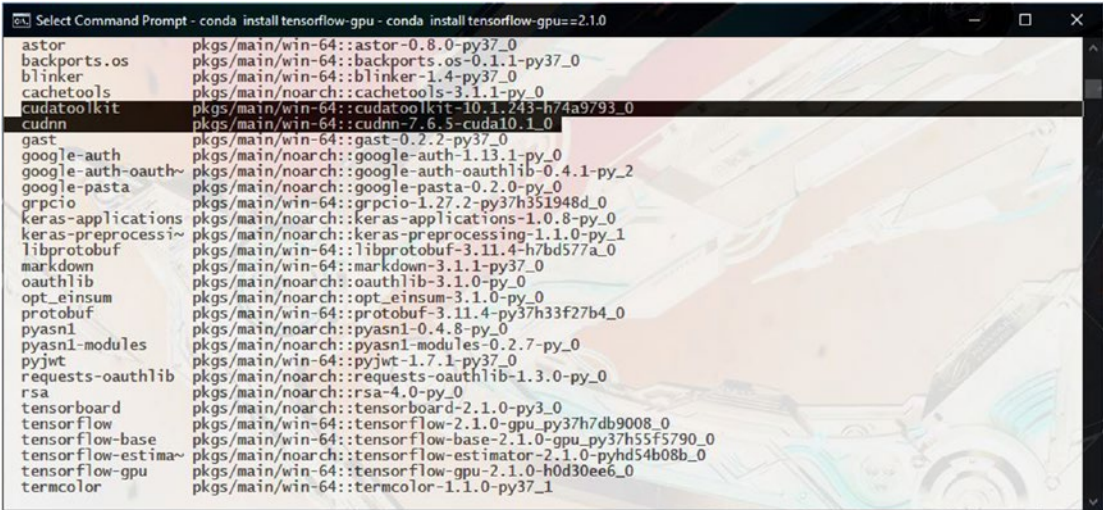 Select Command Prompt - conda install tensorflow-gpu - conda install tensorflow-gpu==2.1.0
astor pkgs/main/win-64::astor-0.8.0-py37_0
backports.os pkgs/main/win-64::backports.os-0.1.1-py37_0
blinker pkgs/main/win-64::blinker-1.4-py37_0
cachetools pkgs/main/noarch::cachetools-3.1.1-py_0
cudatoolkit pkgs/main/win-64::cudatoolkit-10.1.243-h74a9793_0
cudnn pkgs/main/win-64::cudnn-7.6.5-cuda10.1_0
gast pkgs/main/win-64::gast-0.2.2-py37_0
google-auth pkgs/main/noarch::google-auth-1.13.1-py_0
google-auth-oauth~ pkgs/main/noarch::google-auth-oauthlib-0.4.1-py_2
google-pasta pkgs/main/noarch::google-pasta-0.2.0-py_0
grpcio pkgs/main/win-64::grpcio-1.27.2-py37h351948d_0
keras-applications pkgs/main/noarch::keras-applications-1.0.8-py_0
keras-preprocessi~ pkgs/main/noarch::keras-preprocessing-1.1.0-py_1
libprotobuf pkgs/main/win-64::libprotobuf-3.11.4-h7bd577a_0
markdown pkgs/main/win-64::markdown-3.1.1-py37_0
oauthlib pkgs/main/noarch::oauthlib-3.1.0-py_0
opt_einsum pkgs/main/noarch::opt_einsum-3.1.0-py_0
protobuf pkgs/main/win-64::protobuf-3.11.4-py37h33f27b4_0
pyasn1 pkgs/main/noarch::pyasn1-0.4.8-py_0
pyasn1-modules pkgs/main/noarch::pyasn1-modules-0.2.7-py_0
pyjwt pkgs/main/win-64::pyjwt-1.7.1-py37_0
requests-oauthlib pkgs/main/noarch::requests-oauthlib-1.3.0-py_0
rsa pkgs/main/noarch::rsa-4.0-py_0
tensorboard pkgs/main/noarch::tensorboard-2.1.0-py3_0
tensorflow pkgs/main/win-64::tensorflow-2.1.0-gpu_py37h7db9008_0
tensorflow-base pkgs/main/win-64::tensorflow-base-2.1.0-gpu_py37h55f5790_0
tensorflow-estima~ pkgs/main/noarch::tensorflow-estimator-2.1.0-pyhd54b08b_0
tensorflow-gpu pkgs/main/win-64::tensorflow-gpu-2.1.0-h0d30ee6_0
termcolor pkgs/main/win-64::termcolor-1.1.0-py37_1